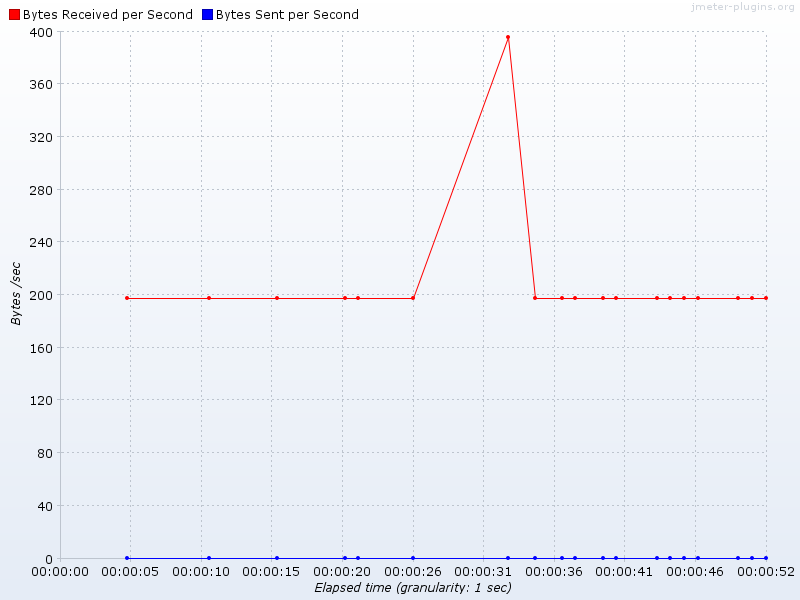 jmeter-plugins.org
Bytes Received per Second Bytes Sent per Second
400
360
320
280
240
200
160
120
80
40
0
Bytes /sec
00:00:00 00:00:05 00:00:10 00:00:15 00:00:20 00:00:26 00:00:31 00:00:36 00:00:41 00:00:46 00:00:52
Elapsed time (granularity: 1 sec)